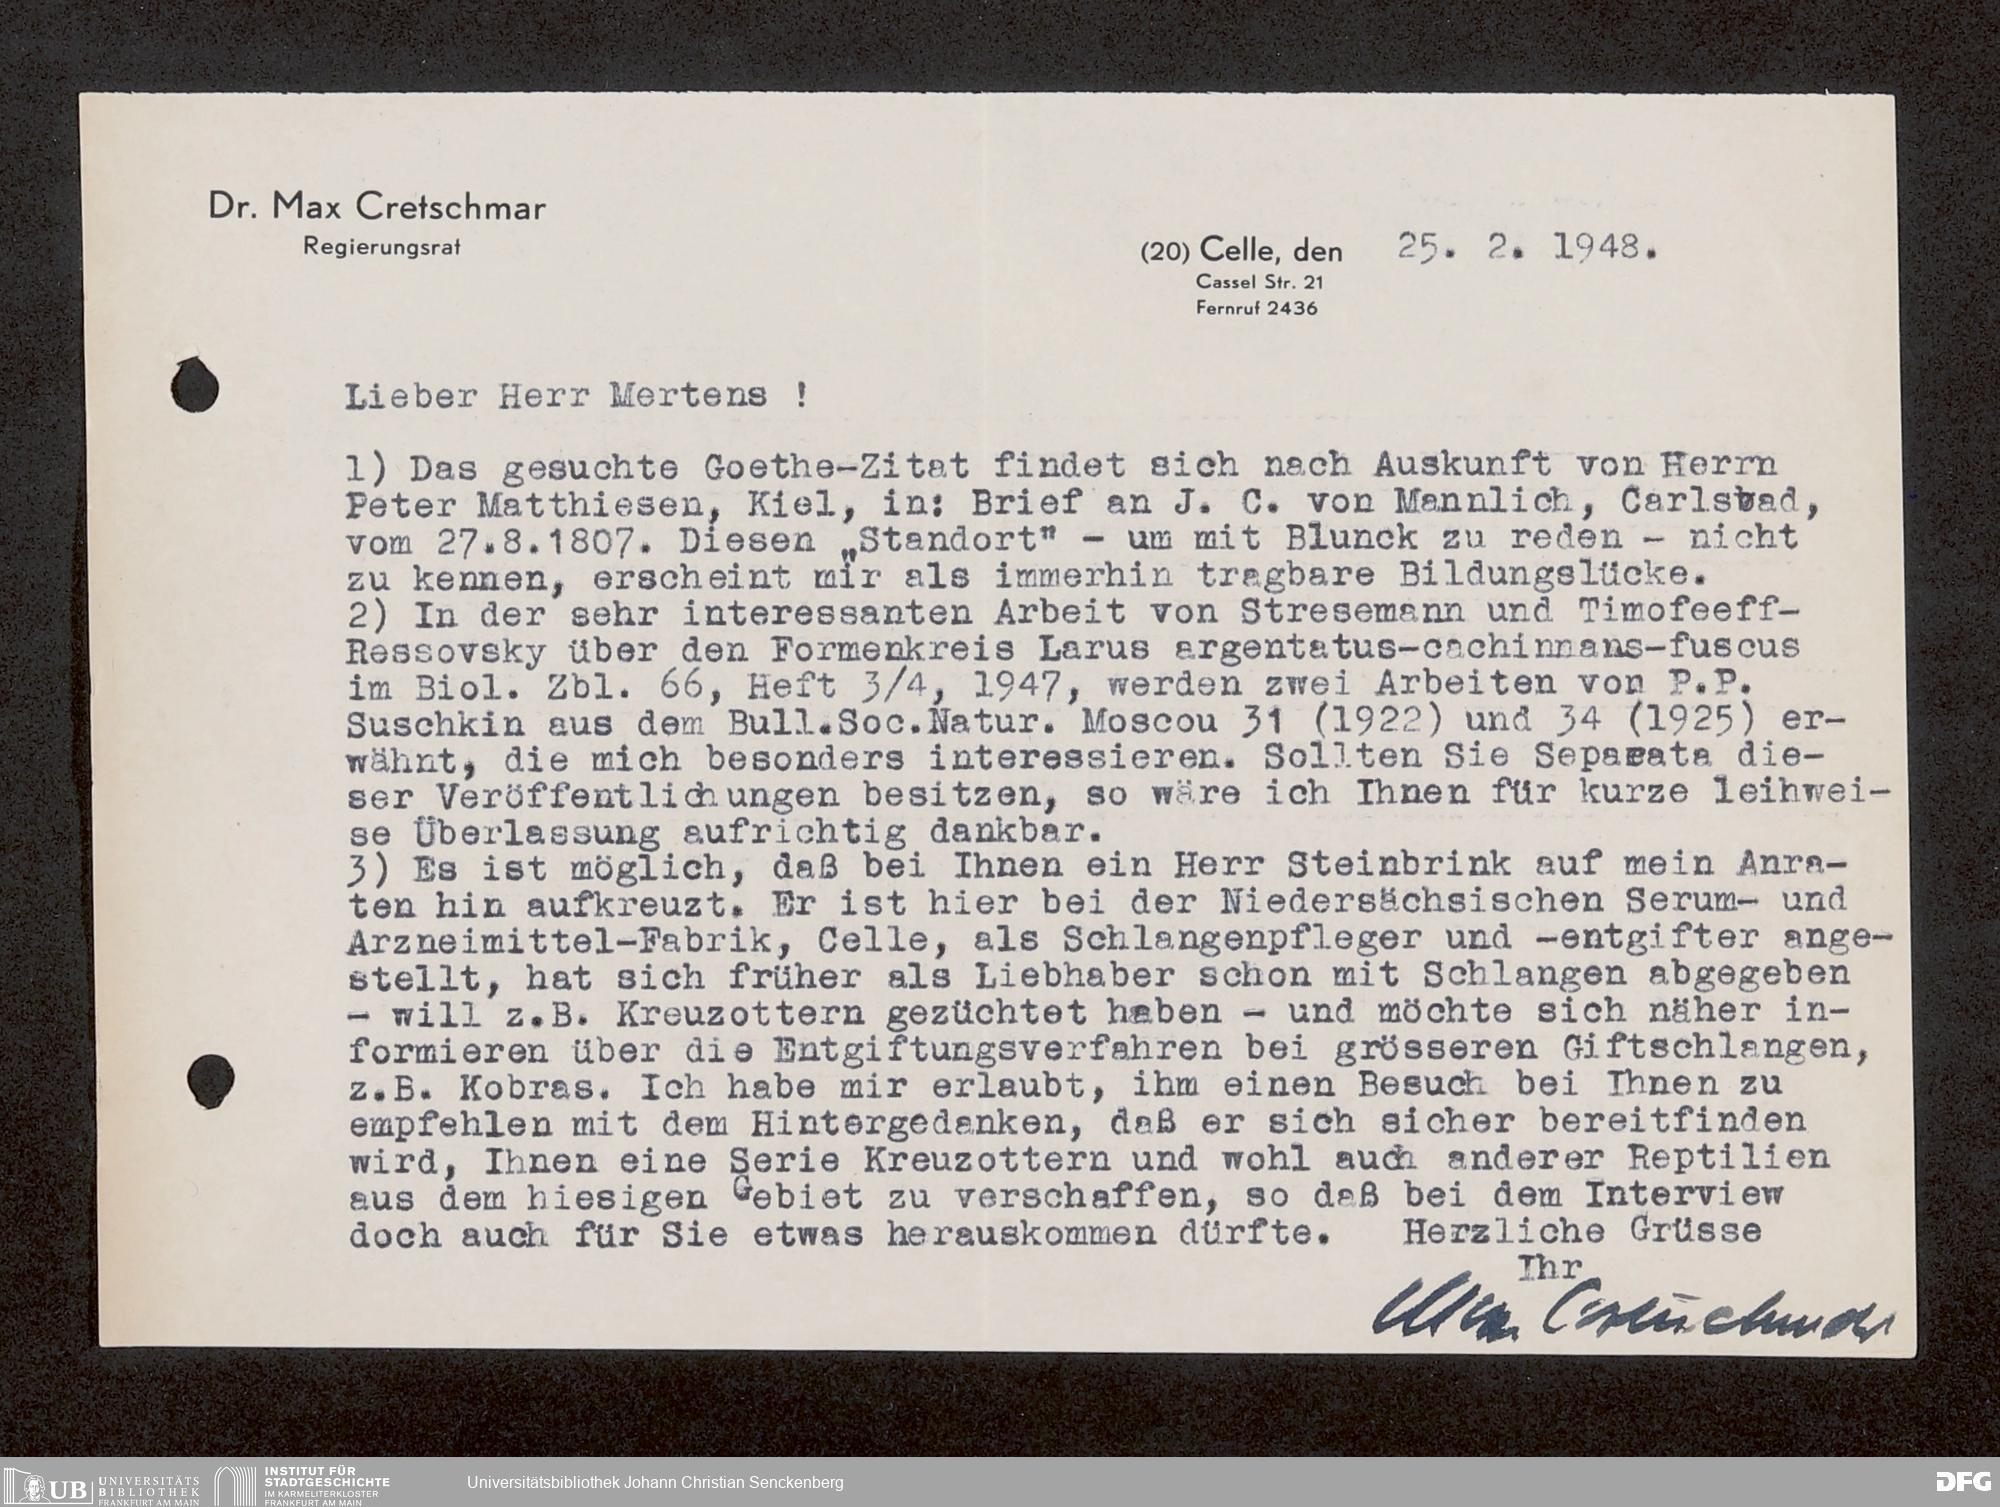 Dr. Max Cretschmar
Regierungsrat
(20) Celle, den 25. 2. 1948.
Cassel Str. 21
Fernruf 2436
Lieber Herr Mertens !
1) Das gesuchte Goethe-Zitat findet sich nach Auskunft von Herrn
Peter Matthiesen, Kiel, in: Brief an J. C. von Mannlich, Carlsbad,
vom 27.8.1807. Diesen „Standort" - um mit Blunck zu reden - nicht
zu kennen, erscheint mir als immerhin tragbare Bildungslücke.
2) In der sehr interessanten Arbeit von Stresemann und Timofeeff-
Ressovsky über den Formenkreis Larus argentatus-cachinnans-fuscus
im Biol. Zbl. 66, Heft 3/4, 1947, werden zwei Arbeiten von P.P.
Suschkin aus dem Bull.Soc.Natur. Moscou 31 (1922) und 34 (1925) er-
wähnt, die mich besonders interessieren. Sollten Sie Separata die-
ser Veröffentlichungen besitzen, so wäre ich Ihnen für kurze leihwei-
se Überlassung aufrichtig dankbar.
3) Es ist möglich, daß bei Ihnen ein Herr Steinbrink auf mein Anra-
ten hin aufkreuzt. Er ist hier bei der Niedersächsischen Serum- und
Arzneimittel-Fabrik, Celle, als Schlangenpfleger und -entgifter ange-
stellt, hat sich früher als Liebhaber schon mit Schlangen abgegeben
- will z.B. Kreuzottern gezüchtet haben - und möchte sich näher in-
formieren über die Entgiftungsverfahren bei grösseren Giftschlangen,
z.B. Kobras. Ich habe mir erlaubt, ihm einen Besuch bei Ihnen zu
empfehlen mit dem Hintergedanken, daß er sich sicher bereitfinden
wird, Ihnen eine Serie Kreuzottern und wohl auch anderer Reptilien
aus dem hiesigen Gebiet zu verschaffen, so daß bei dem Interview
doch auch für Sie etwas herauskommen dürfte. Herzliche Grüsse
Ihr
Max Cretschmar
UB UNIVERSITÄTS
BIBLIOTHEK
FRANKFURT AM MAIN
INSTITUT FÜR
STADTGESCHICHTE
IM KARMELITERKLOSTER
FRANKFURT AM MAIN
Universitätsbibliothek Johann Christian Senckenberg
DFG